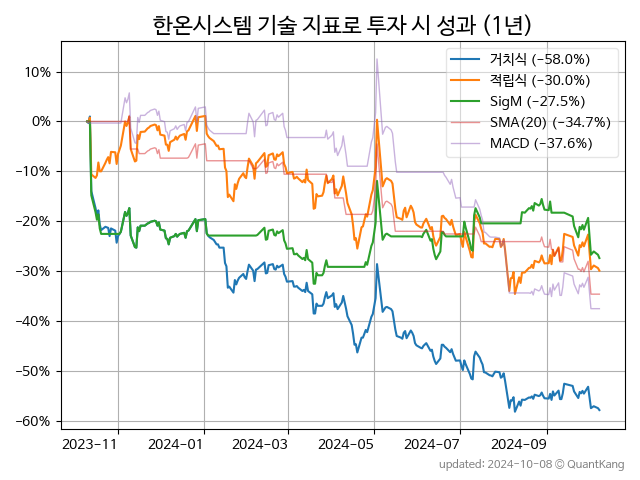 한온시스템 기술 지표로 투자 시 성과 (1년)
거치식 (−58.0%)
적립식 (−30.0%)
SigM (−27.5%)
SMA(20) (−34.7%)
MACD (−37.6%)
10%
0%
−10%
−20%
−30%
−40%
−50%
−60%
2023-11 2024-01 2024-03 2024-05 2024-07 2024-09
updated: 2024-10-08 © QuantKang